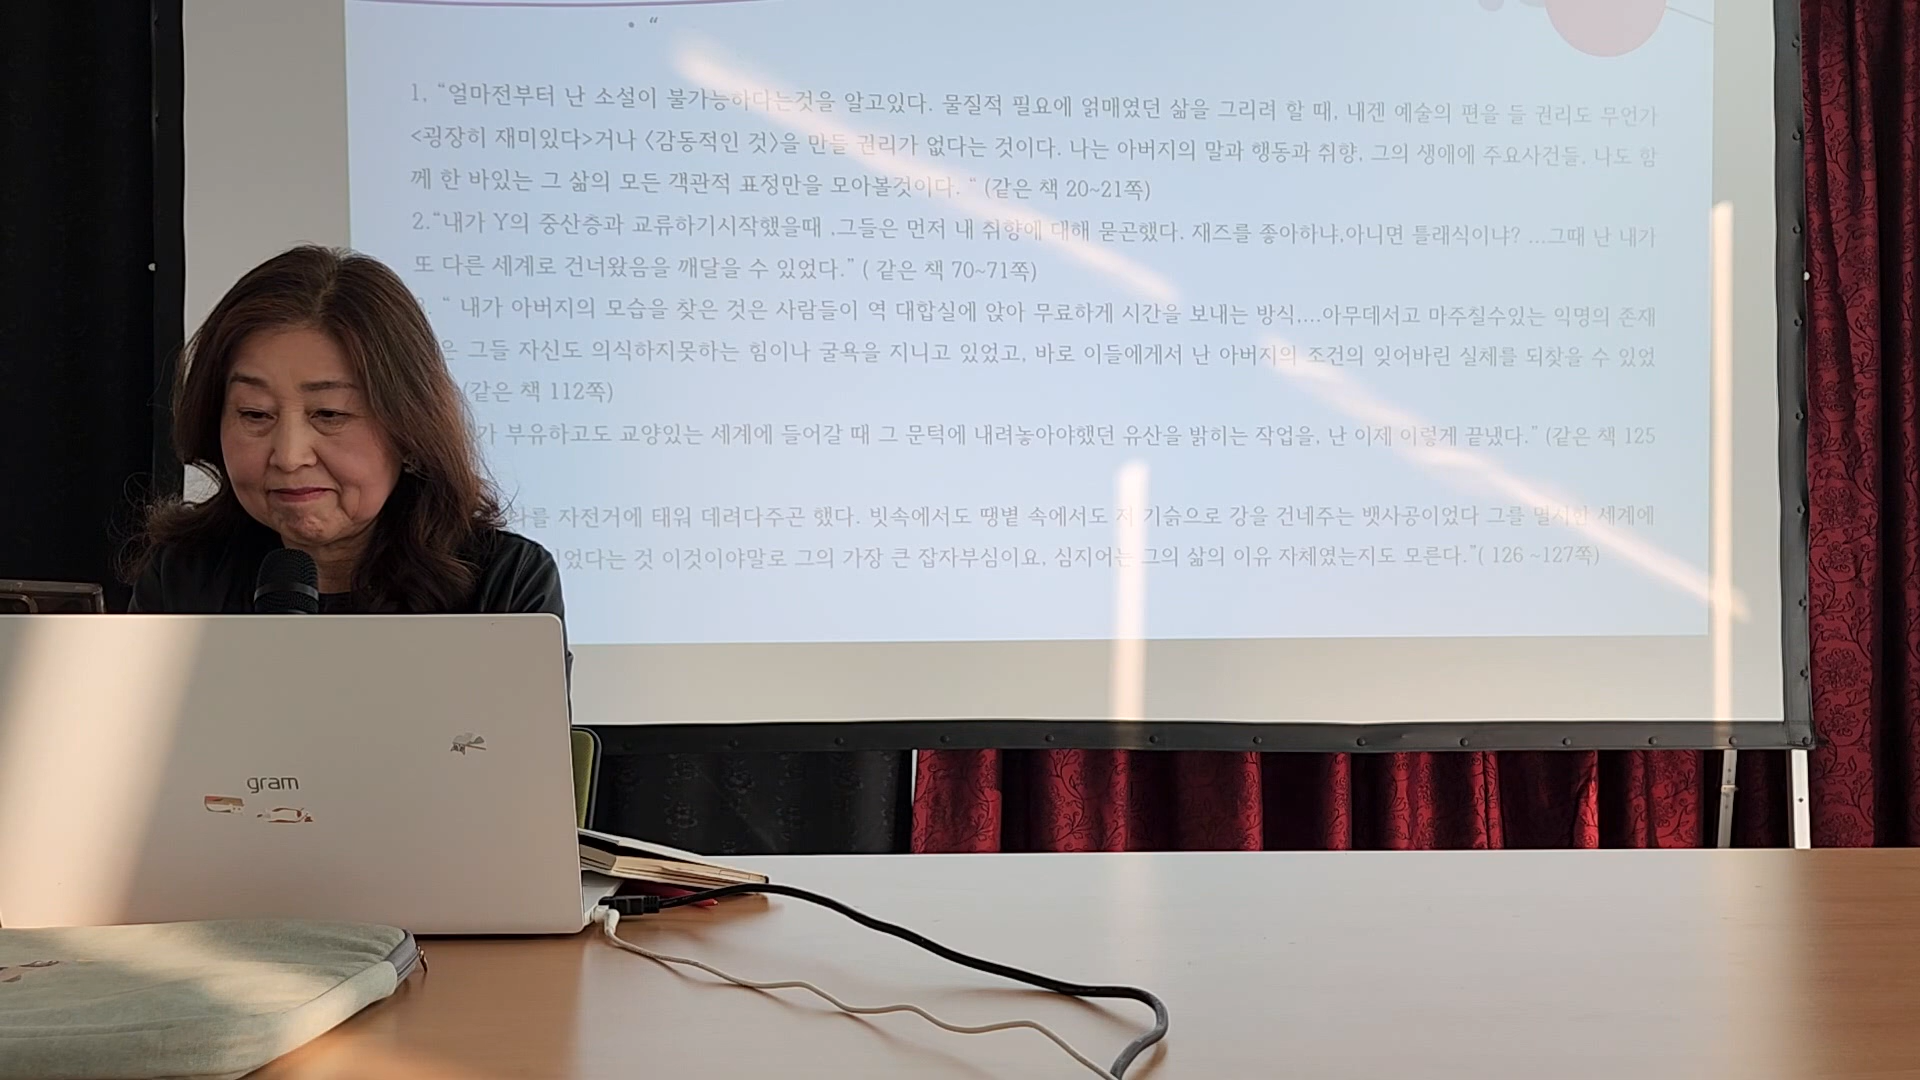 • “
1, “얼마전부터 난 소설이 불가능하다는것을 알고있다. 물질적 필요에 얽매였던 삶을 그리려 할 때, 내겐 예술의 편을 들 권리도 무언가
<굉장히 재미있다>거나 <감동적인 것>을 만들 권리가 없다는 것이다. 나는 아버지의 말과 행동과 취향, 그의 생애에 주요사건들, 나도 함
께 한 바있는 그 삶의 모든 객관적 표정만을 모아볼것이다. “ (같은 책 20~21쪽)
2.“내가 Y의 중산층과 교류하기시작했을때 ,그들은 먼저 내 취향에 대해 묻곤했다. 재즈를 좋아하냐,아니면 틀래식이냐? ...그때 난 내가
또 다른 세계로 건너왔음을 깨달을 수 있었다.” ( 같은 책 70~71쪽)
“ 내가 아버지의 모습을 찾은 것은 사람들이 역 대합실에 앉아 무료하게 시간을 보내는 방식....아무데서고 마주칠수있는 익명의 존재
은 그들 자신도 의식하지못하는 힘이나 굴욕을 지니고 있었고, 바로 이들에게서 난 아버지의 조건의 잊어바린 실체를 되찾을 수 있었
(같은 책 112쪽)
가 부유하고도 교양있는 세계에 들어갈 때 그 문턱에 내려놓아야했던 유산을 밝히는 작업을, 난 이제 이렇게 끝냈다.” (같은 책 125
나를 자전거에 태워 데려다주곤 했다. 빗속에서도 땡볕 속에서도 저 기슭으로 강을 건네주는 뱃사공이었다 그를 멸시한 세계에
이었다는 것 이것이야말로 그의 가장 큰 잡자부심이요, 심지어는 그의 삶의 이유 자체였는지도 모른다.”( 126 ~127쪽)
gram